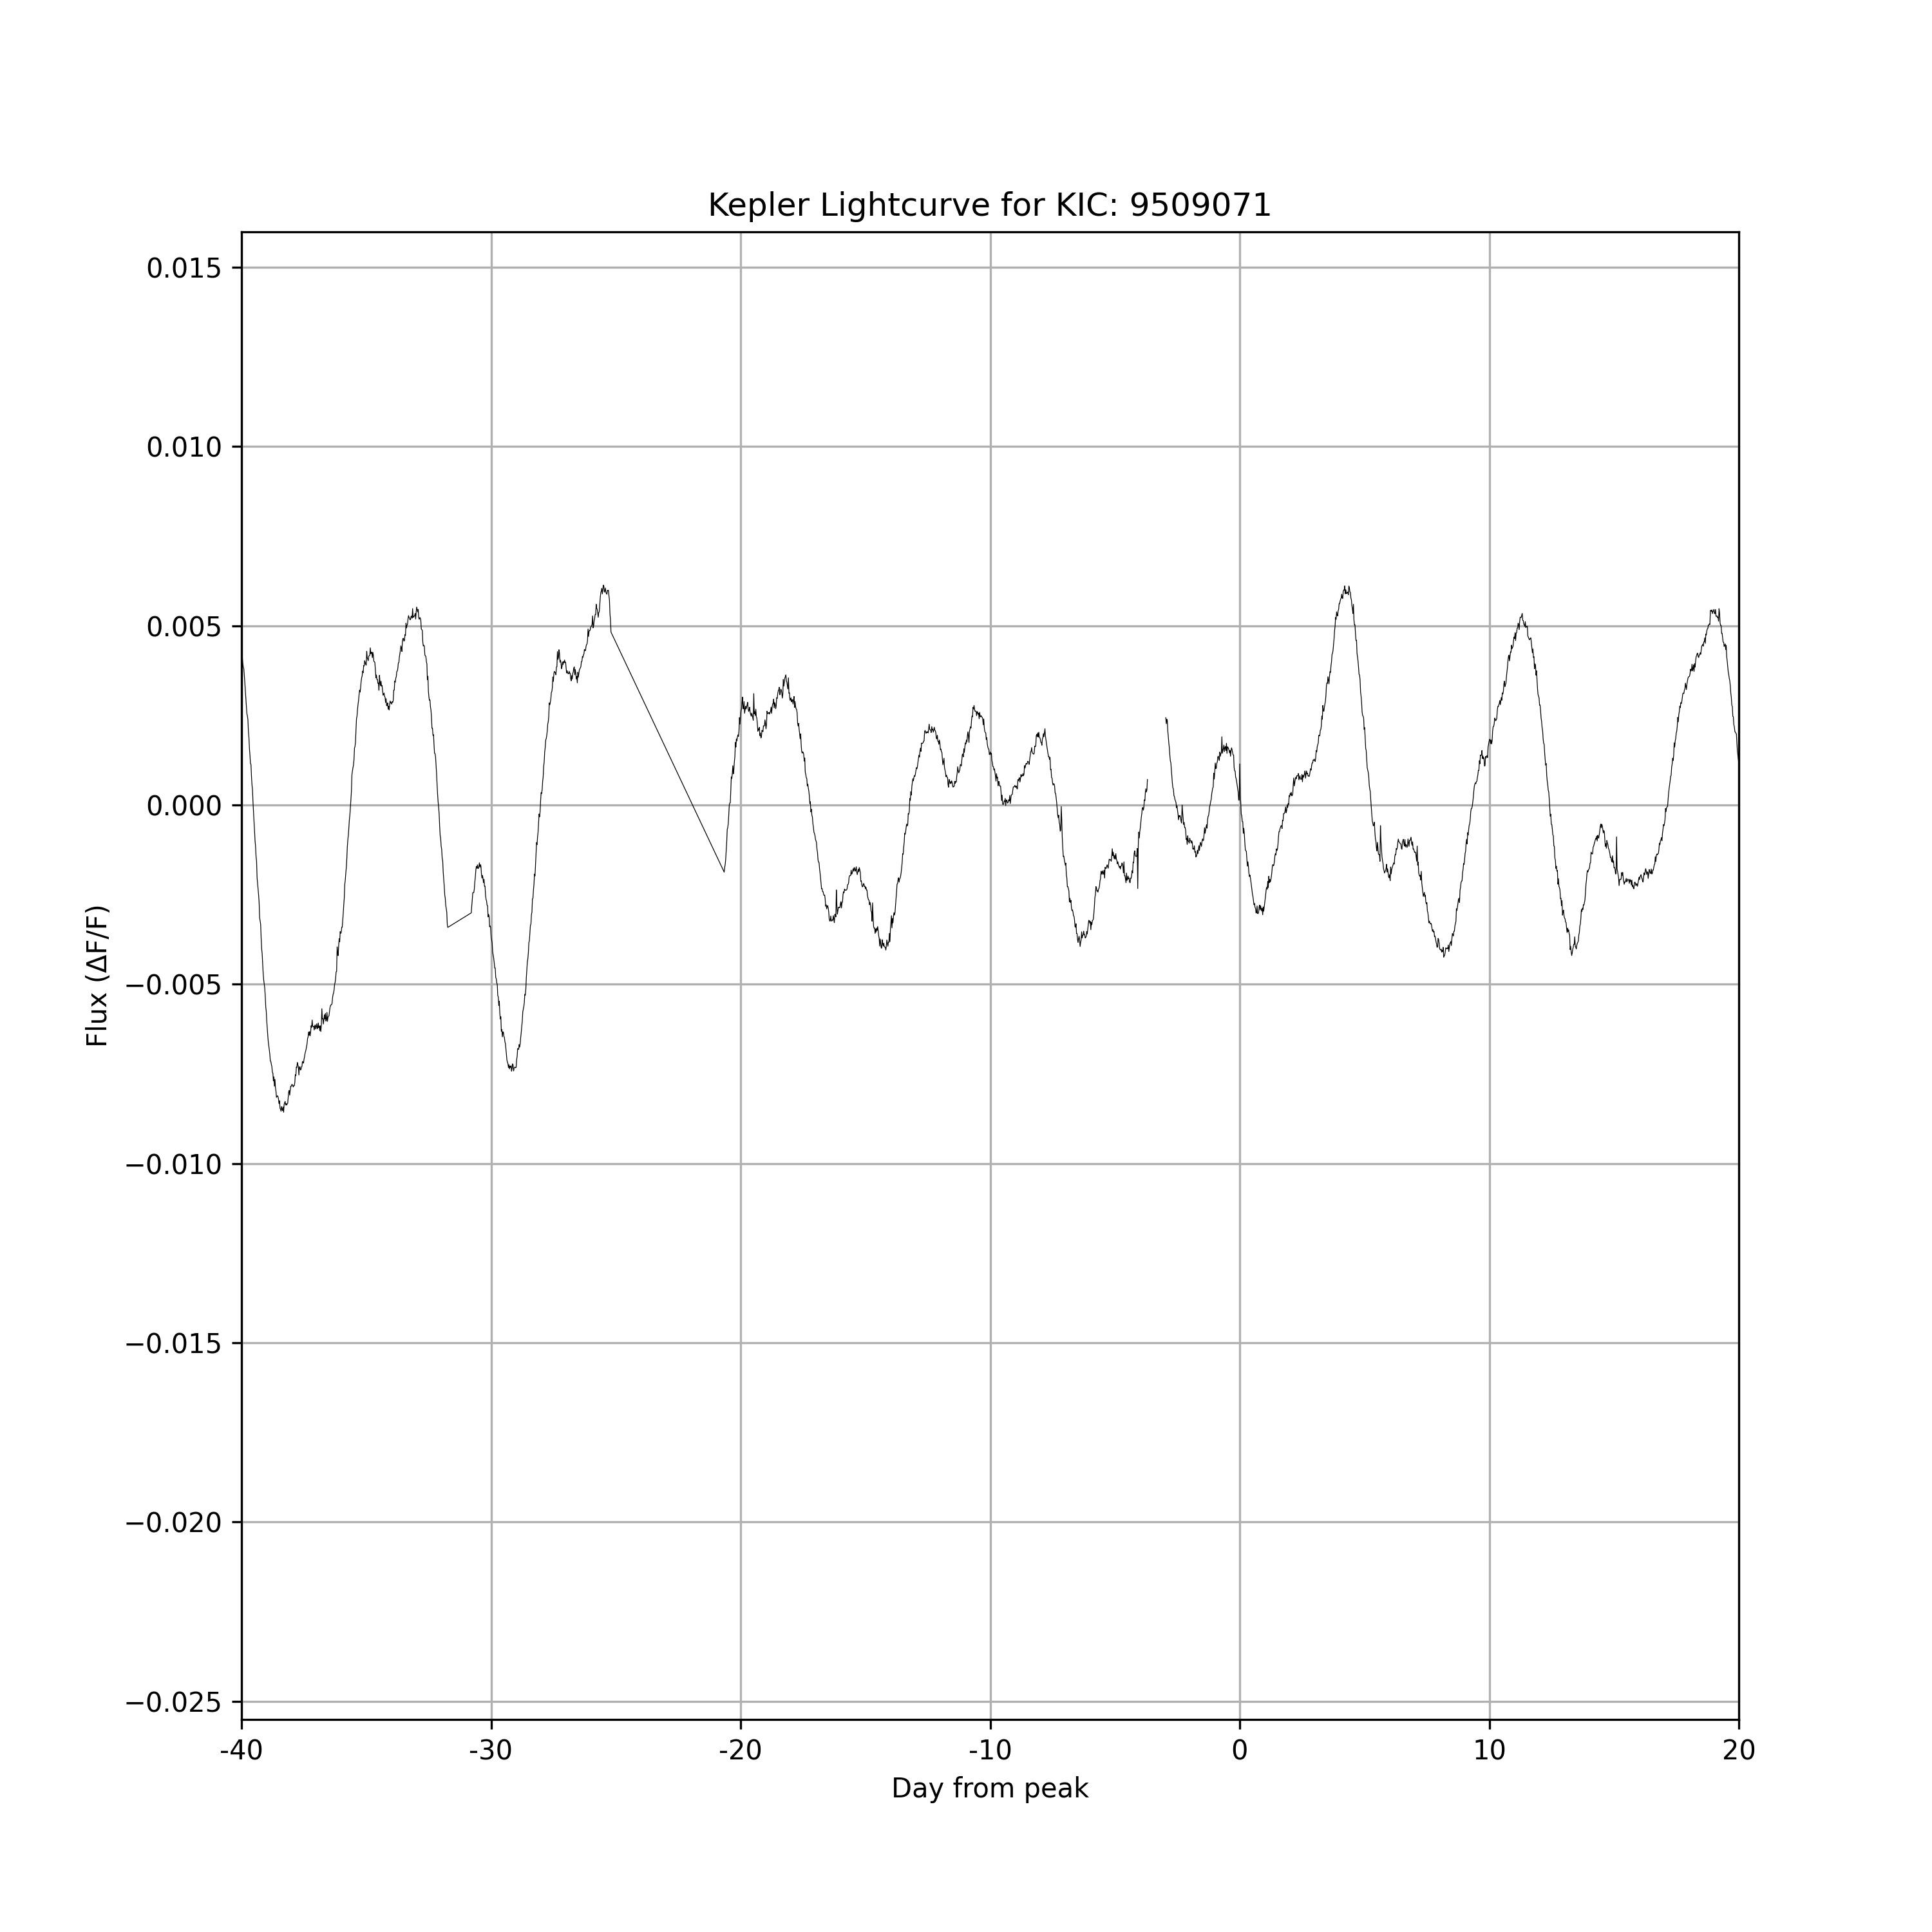 Kepler Lightcurve for KIC: 9509071
0.015
0.010
0.005
0.000
−0.005
−0.010
−0.015
−0.020
−0.025
Flux (ΔF/F)
-40 -30 -20 -10 0 10 20
Day from peak